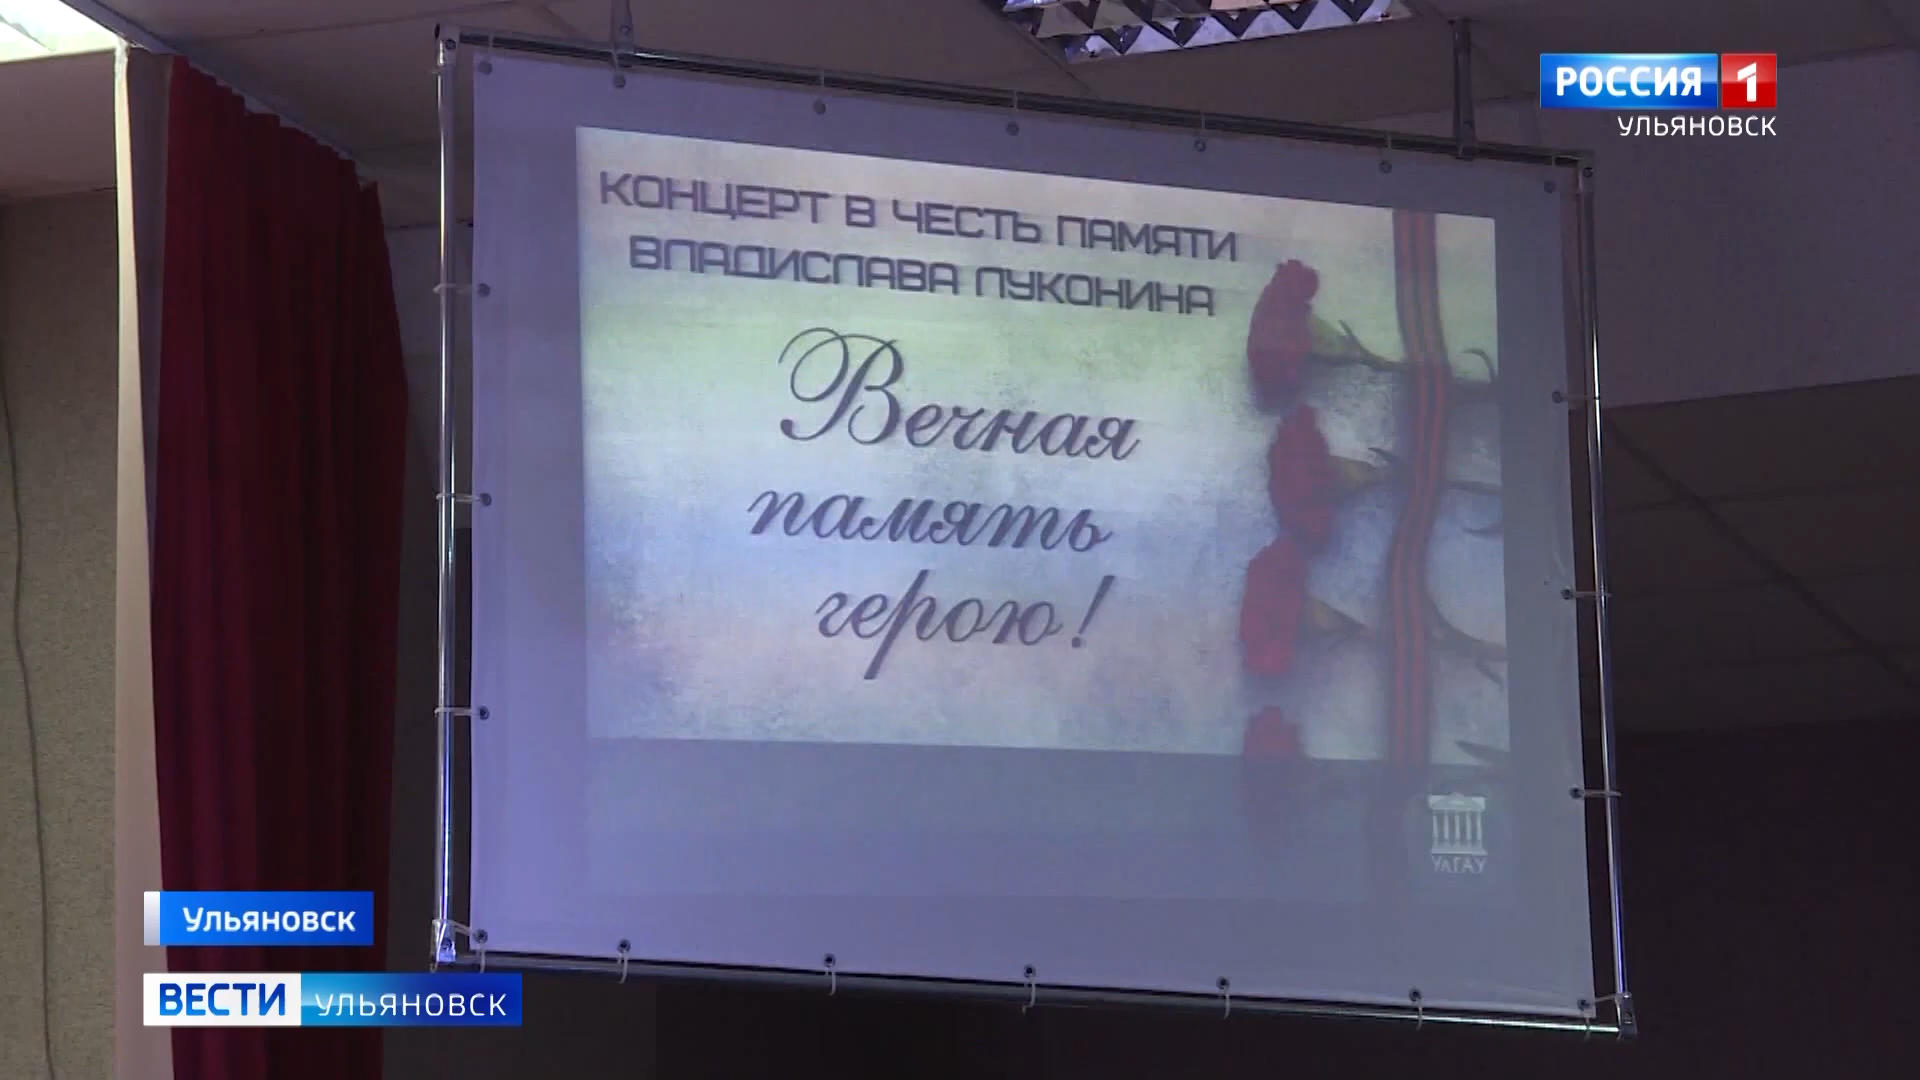 РОССИЯ 1
УЛЬЯНОВСК
КОНЦЕРТ В ЧЕСТЬ ПАМЯТИ
ВЛАДИСЛАВА ЛУКОНИНА
Вечная
память
герою!
УлГАУ
Ульяновск
ВЕСТИ УЛЬЯНОВСК